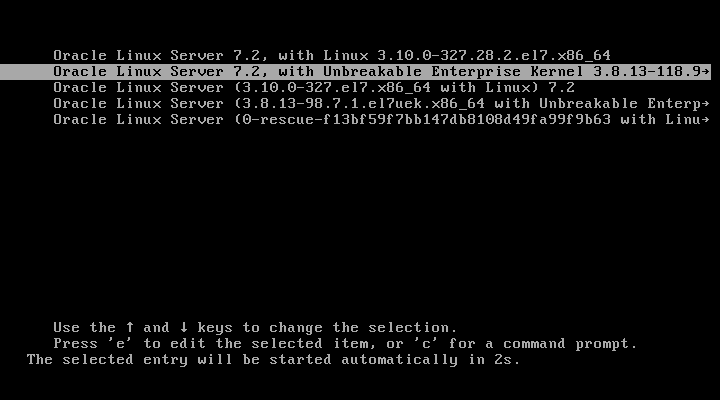 Oracle Linux Server 7.2, with Linux 3.10.0-327.28.2.el7.x86_64
Oracle Linux Server 7.2, with Unbreakable Enterprise Kernel 3.8.13-118.9→
Oracle Linux Server (3.10.0-327.el7.x86_64 with Linux) 7.2
Oracle Linux Server (3.8.13-98.7.1.el7uek.x86_64 with Unbreakable Enterp→
Oracle Linux Server (0-rescue-f13bf59f7bb147db8108d49fa99f9b63 with Linu→
Use the ↑ and ↓ keys to change the selection.
Press 'e' to edit the selected item, or 'c' for a command prompt.
The selected entry will be started automatically in 2s.